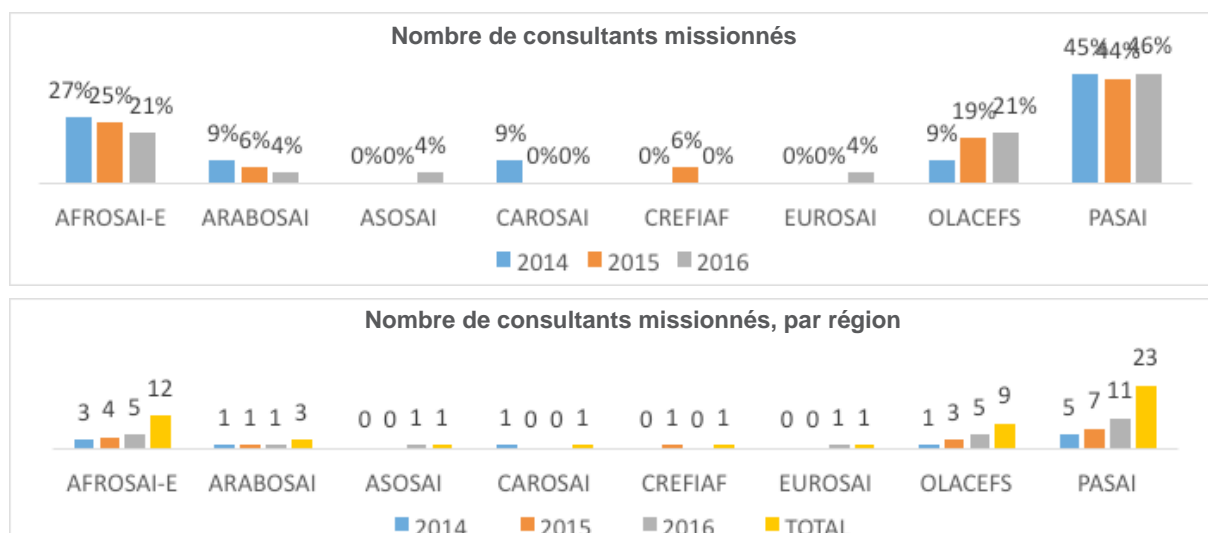 Nombre de consultants missionnés
27% 25% 21% 9% 6% 4% 0% 0% 4% 9% 0% 0% 0% 6% 0% 0% 0% 4% 9% 19% 21% 45% 44% 46%
AFROSAI-E ARABOSAI ASOSAI CAROSAI CREFIAF EUROSAI OLACEFS PASAI
2014 2015 2016
Nombre de consultants missionnés, par région
3 4 5 12 1 1 1 3 0 0 1 1 1 0 0 1 0 1 0 1 0 0 1 1 1 3 5 9 5 7 11 23
AFROSAI-E ARABOSAI ASOSAI CAROSAI CREFIAF EUROSAI OLACEFS PASAI
2014 2015 2016 TOTAL